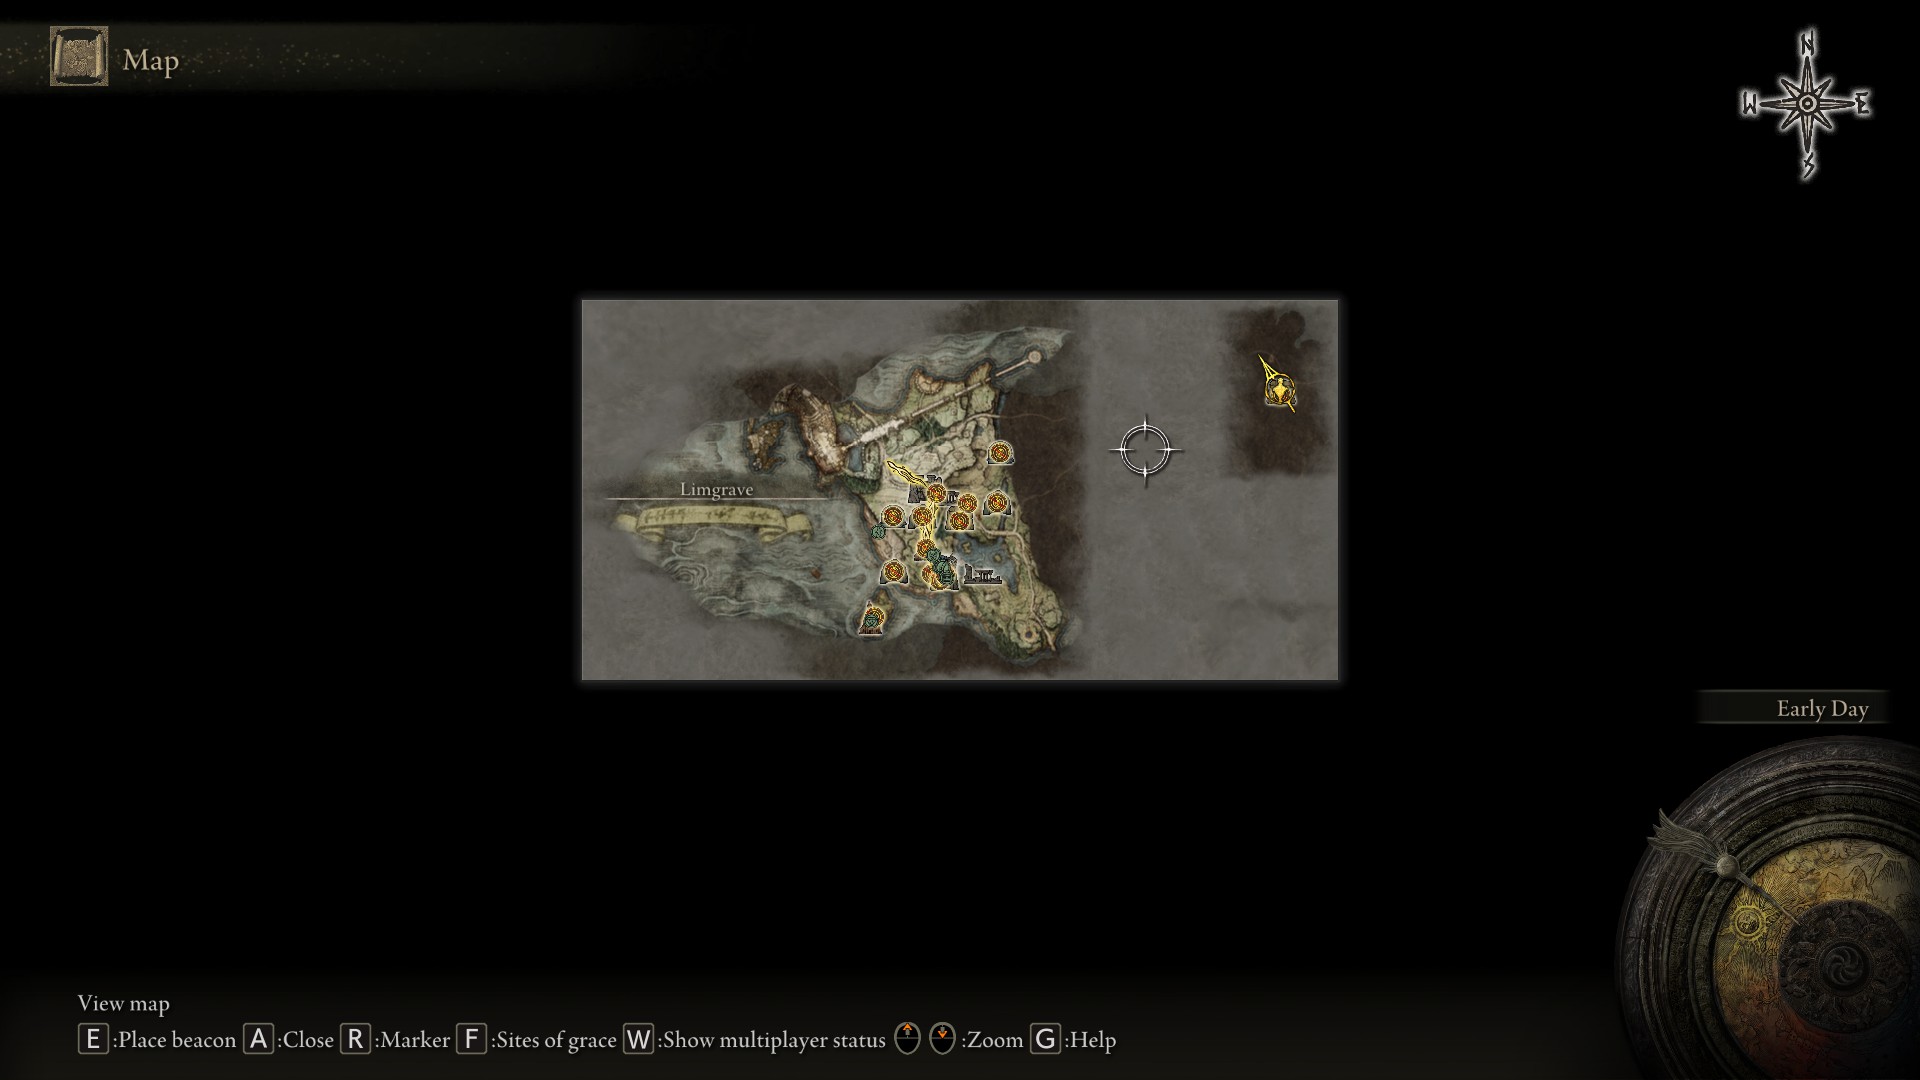 Map
N
W E
S
Limgrave
Early Day
View map
E :Place beacon A :Close R :Marker F :Sites of grace W :Show multiplayer status :Zoom G :Help